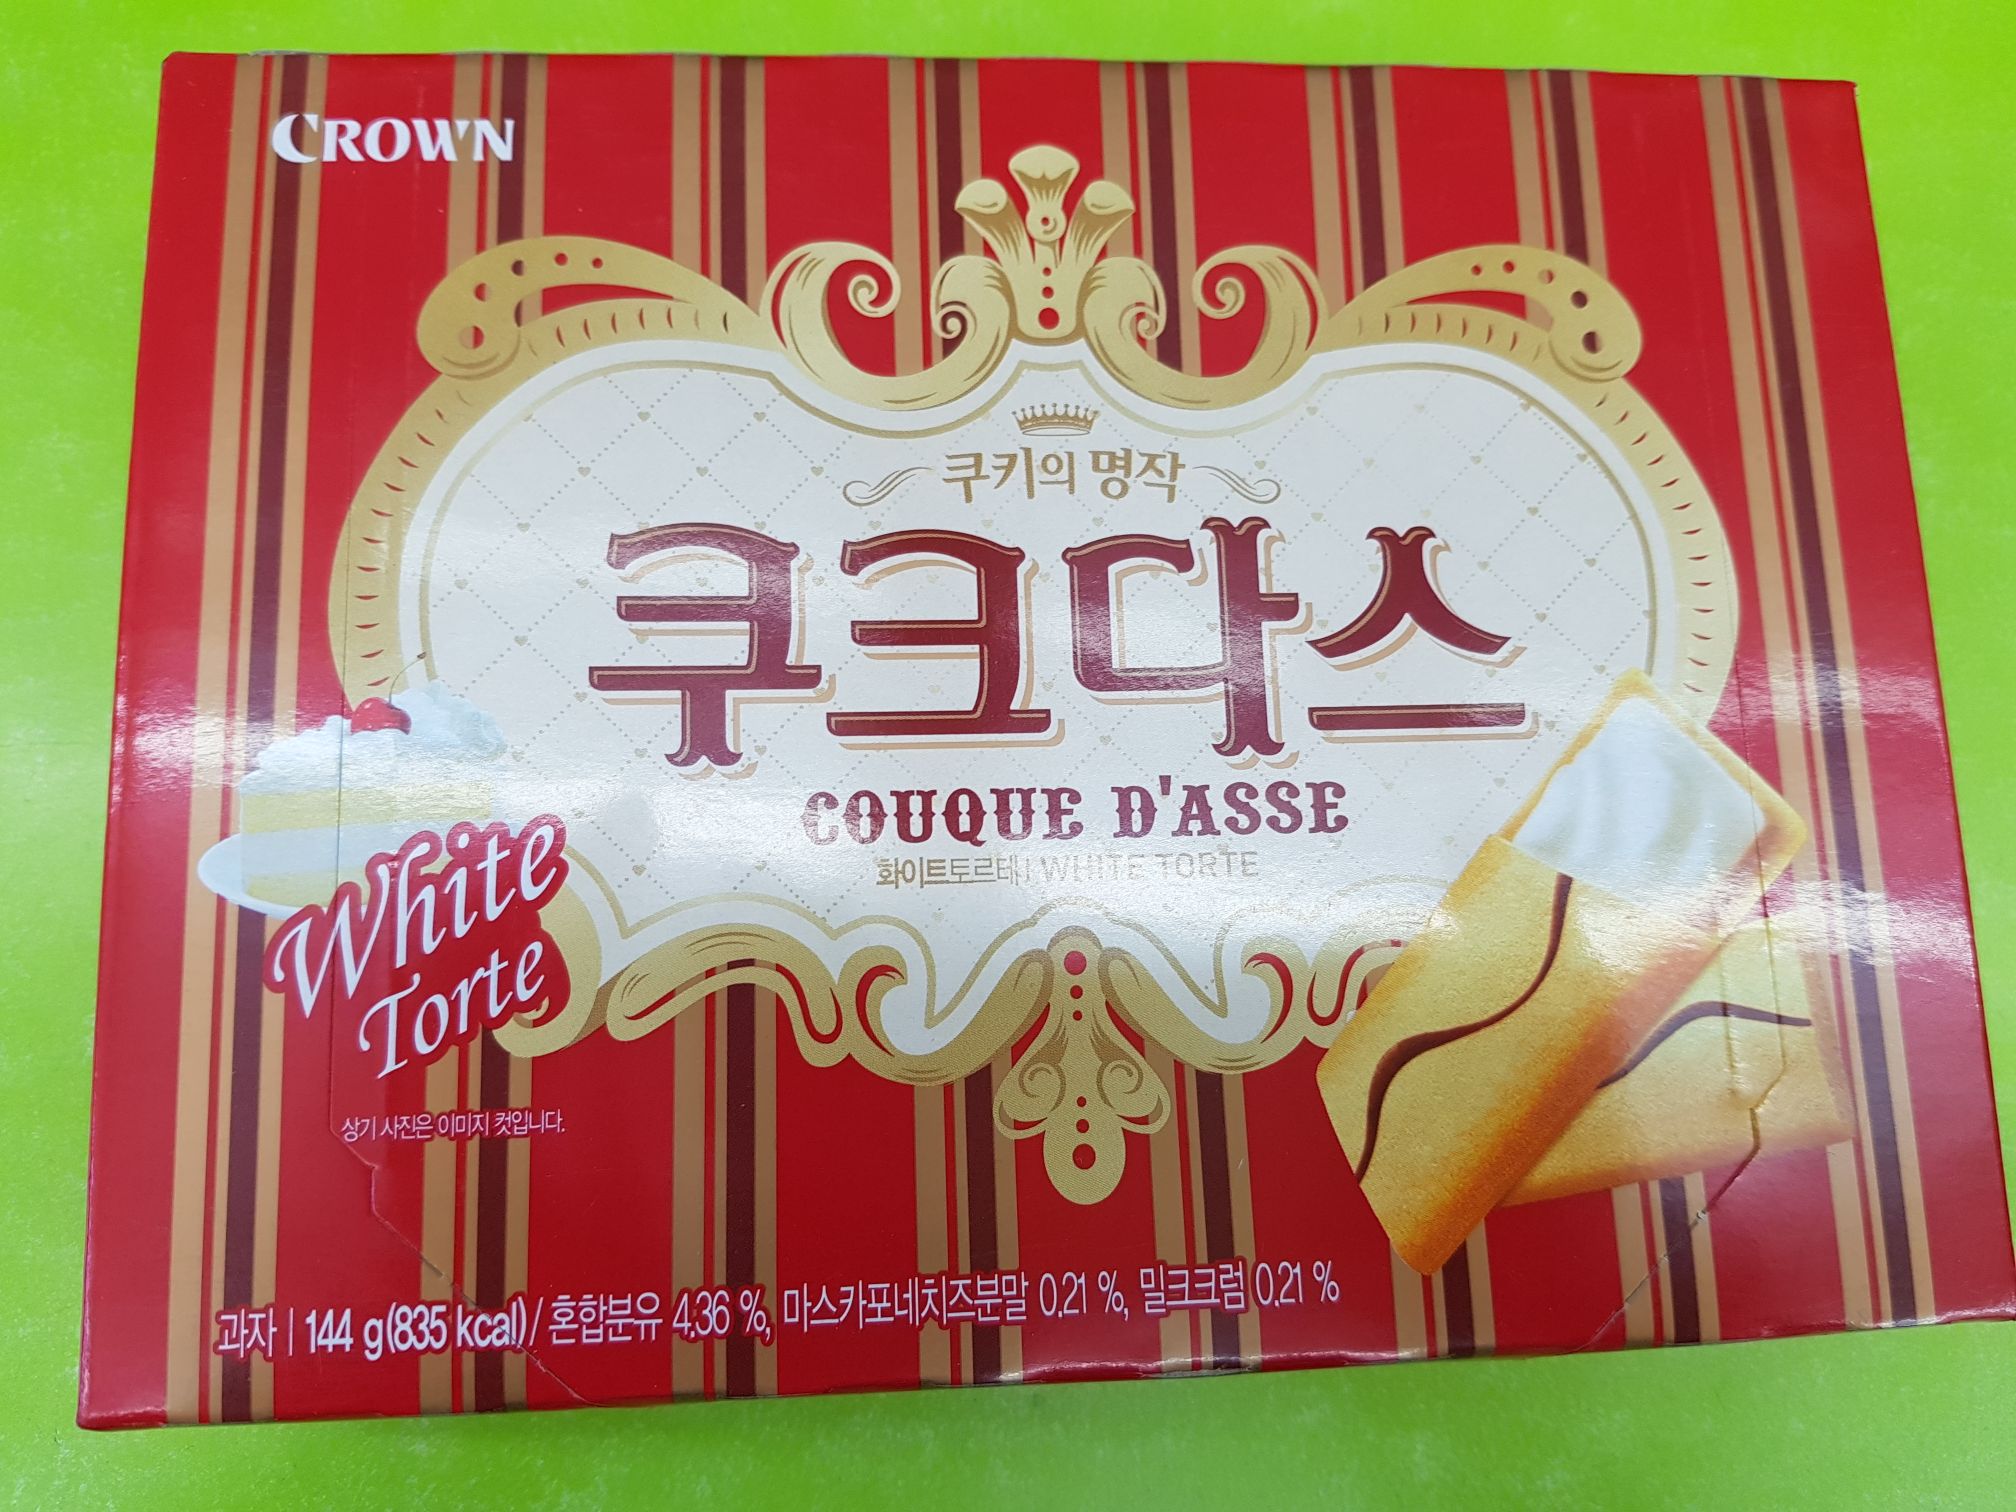 CROWN
쿠키의 명작
쿠크다스
COUQUE D'ASSE
화이트토르테 | WHITE TORTE
White
Torte
상기 사진은 이미지 컷입니다.
과자 | 144 g(835 kcal) / 혼합분유 4.36 %, 마스카포네치즈분말 0.21 %, 밀크크럼 0.21 %